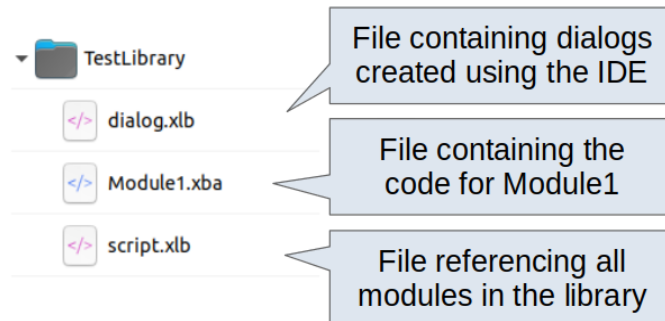 TestLibrary
File containing dialogs
created using the IDE
</> dialog.xlb
</> Module1.xba
File containing the
code for Module1
</> script.xlb
File referencing all
modules in the library